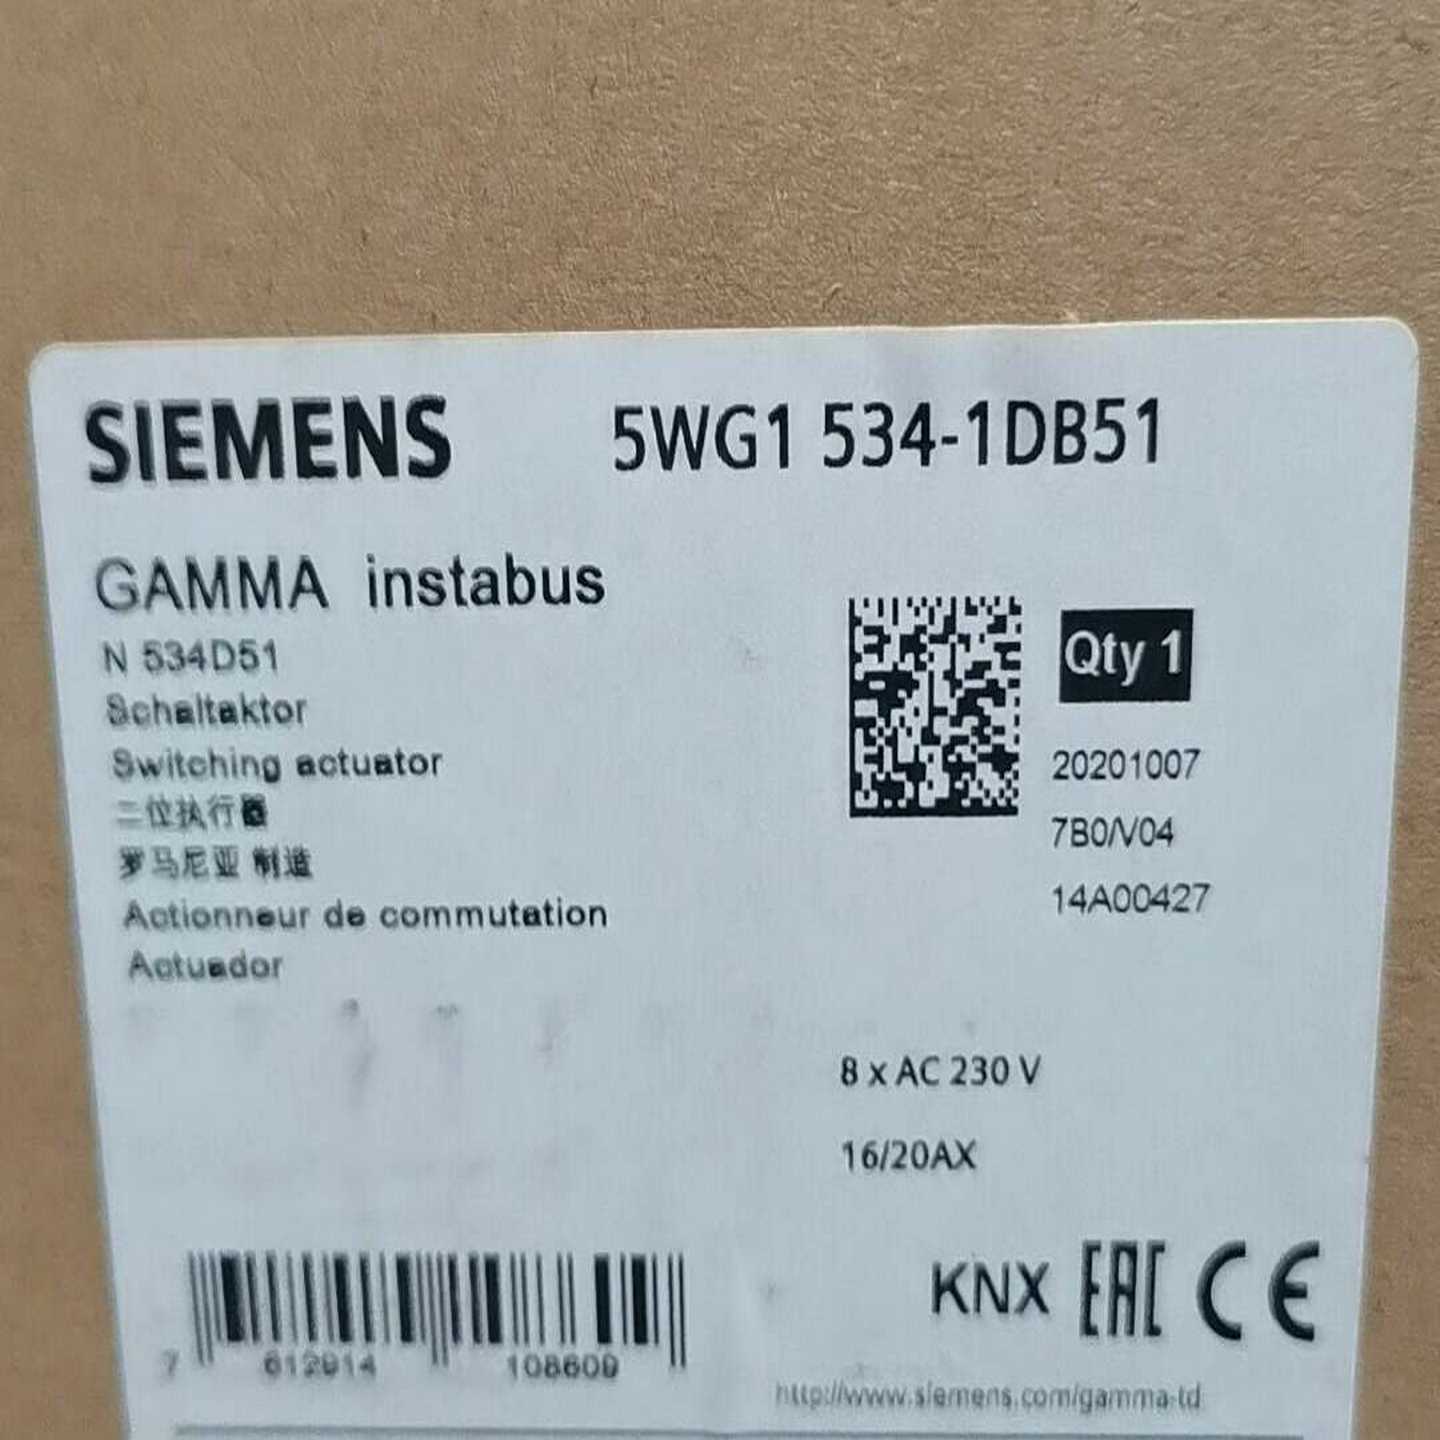 SIEMENS 5WG1 534-1DB51
GAMMA instabus
N 534D51
Schaltaktor
Switching actuator
二位执行器
罗马尼亚 制造
Actionneur de commutation
Actuador
Qty 1
20201007
7B0/V04
14A00427
8 x AC 230 V
16/20AX
KNX EAC CE
7 612914 108609
http://www.siemens.com/gamma-td